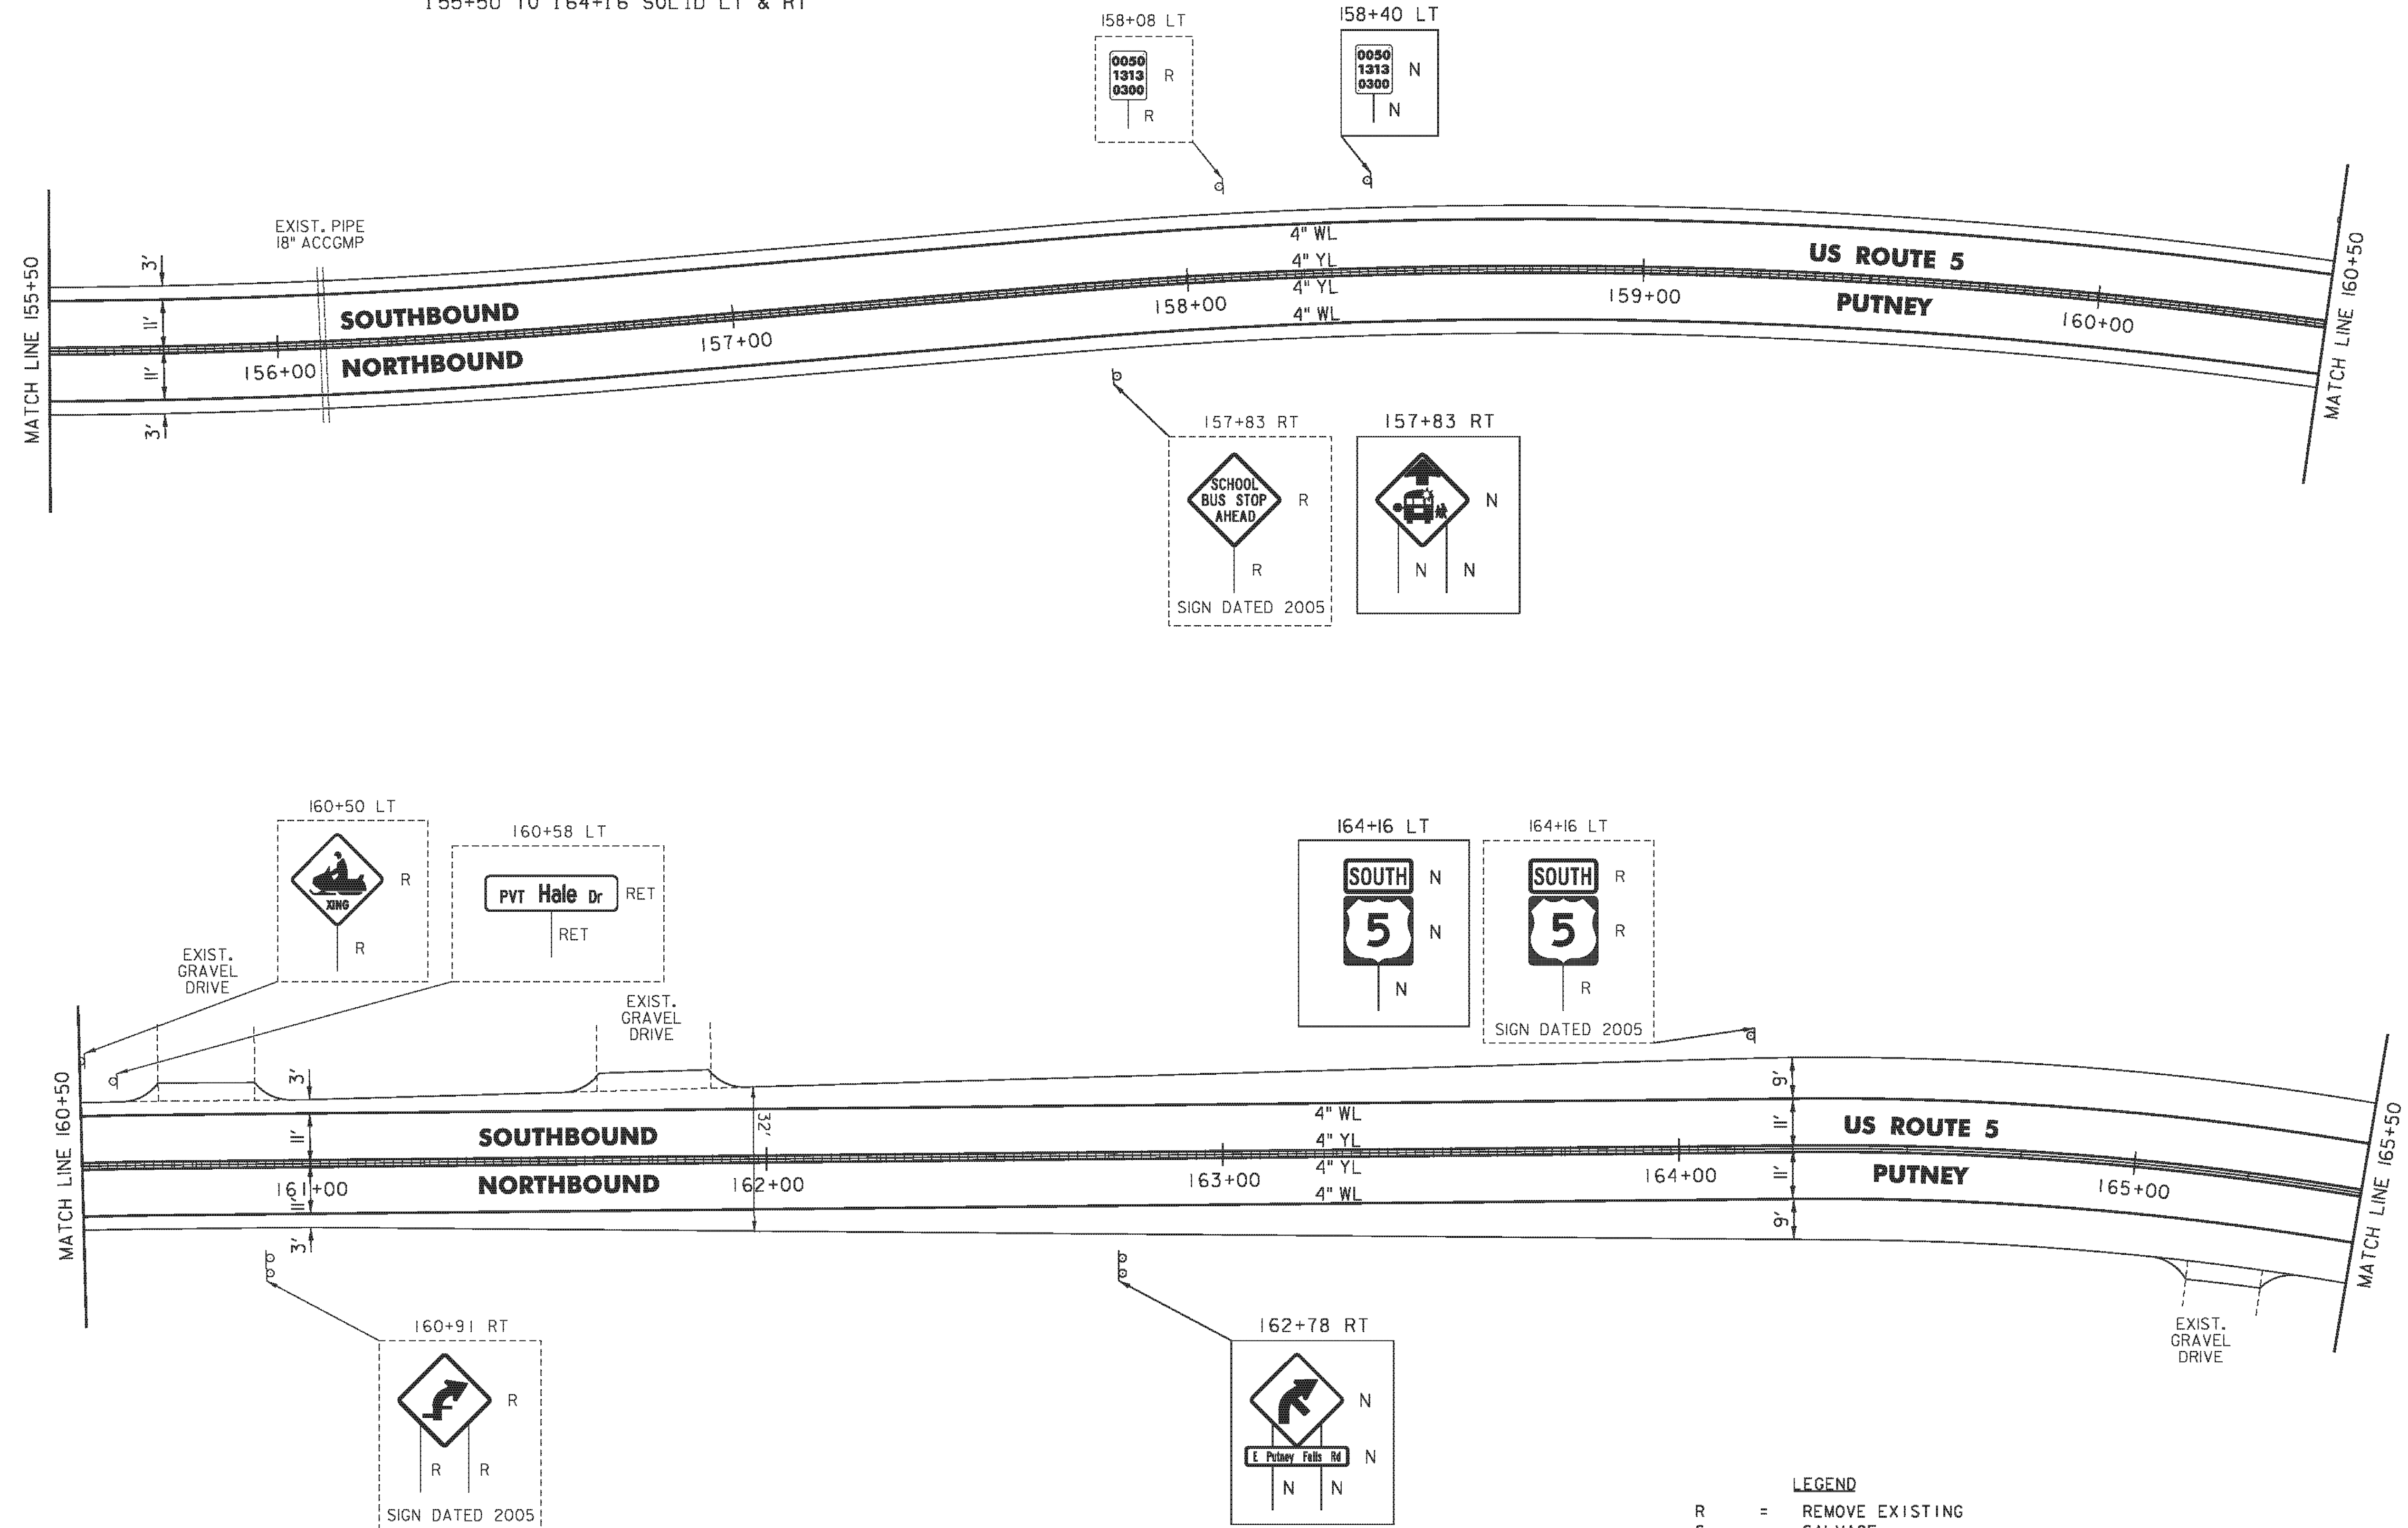 155+50 TO 164+16 SOLID LT & RT
158+08 LT
0050
1313
0300
R
R
158+40 LT
0050
1313
0300
N
N
EXIST. PIPE
18" ACCGMP
MATCH LINE 155+50
3'
11'
11'
3'
SOUTHBOUND
NORTHBOUND
156+00
157+00
158+00
159+00
160+00
4" WL
4" YL
4" YL
4" WL
US ROUTE 5
PUTNEY
MATCH LINE 160+50
157+83 RT
SCHOOL
BUS STOP
AHEAD
R
R
SIGN DATED 2005
157+83 RT
N
N N
160+50 LT
XING
R
R
160+58 LT
PVT Hale Dr
RET
RET
EXIST.
GRAVEL
DRIVE
EXIST.
GRAVEL
DRIVE
164+16 LT
SOUTH N
5 N
N
164+16 LT
SOUTH R
5 R
R
SIGN DATED 2005
MATCH LINE 160+50
3'
11'
11'
3'
SOUTHBOUND
NORTHBOUND
32'
161+00
162+00
163+00
164+00
165+00
4" WL
4" YL
4" YL
4" WL
9'
11'
11'
9'
US ROUTE 5
PUTNEY
MATCH LINE 165+50
EXIST.
GRAVEL
DRIVE
160+91 RT
R
R R
SIGN DATED 2005
162+78 RT
N
E Putney Falls Rd N
N N
LEGEND
R = REMOVE EXISTING